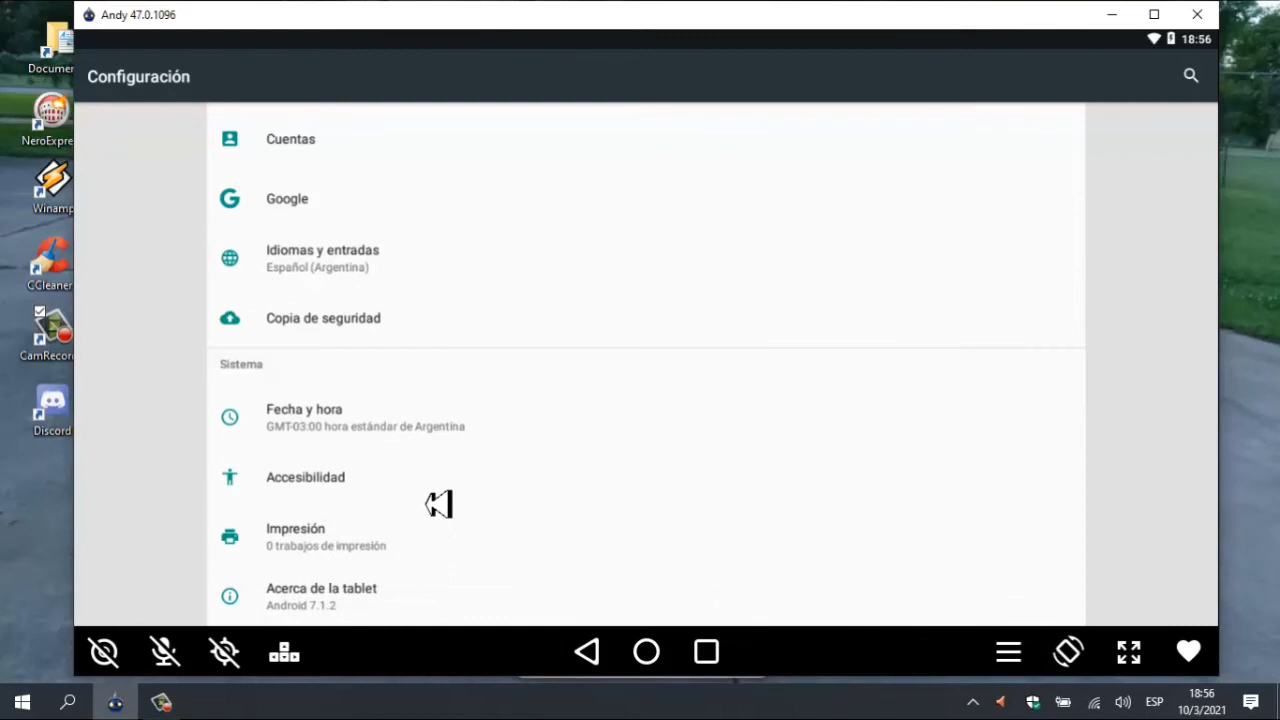 Andy 47.0.1096
18:56
Configuración
Cuentas
Google
Idiomas y entradas
Español (Argentina)
Copia de seguridad
Sistema
Fecha y hora
GMT-03:00 hora estándar de Argentina
Accesibilidad
Impresión
0 trabajos de impresión
Acerca de la tablet
Android 7.1.2
Documen
NeroExpre
Winamp
CCleaner
CamRecor
Discord
ESP
18:56
10/3/2021